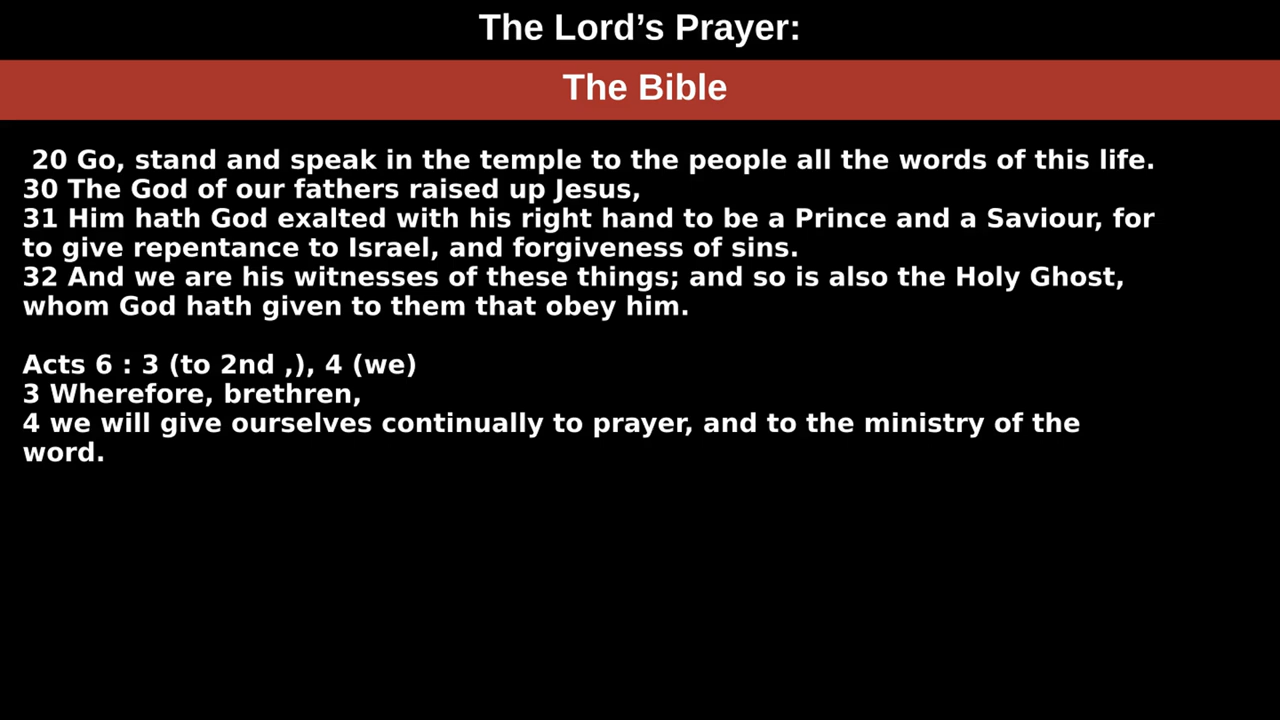 The Lord’s Prayer:
The Bible
20 Go, stand and speak in the temple to the people all the words of this life.
30 The God of our fathers raised up Jesus,
31 Him hath God exalted with his right hand to be a Prince and a Saviour, for
to give repentance to Israel, and forgiveness of sins.
32 And we are his witnesses of these things; and so is also the Holy Ghost,
whom God hath given to them that obey him.
Acts 6 : 3 (to 2nd ,), 4 (we)
3 Wherefore, brethren,
4 we will give ourselves continually to prayer, and to the ministry of the
word.